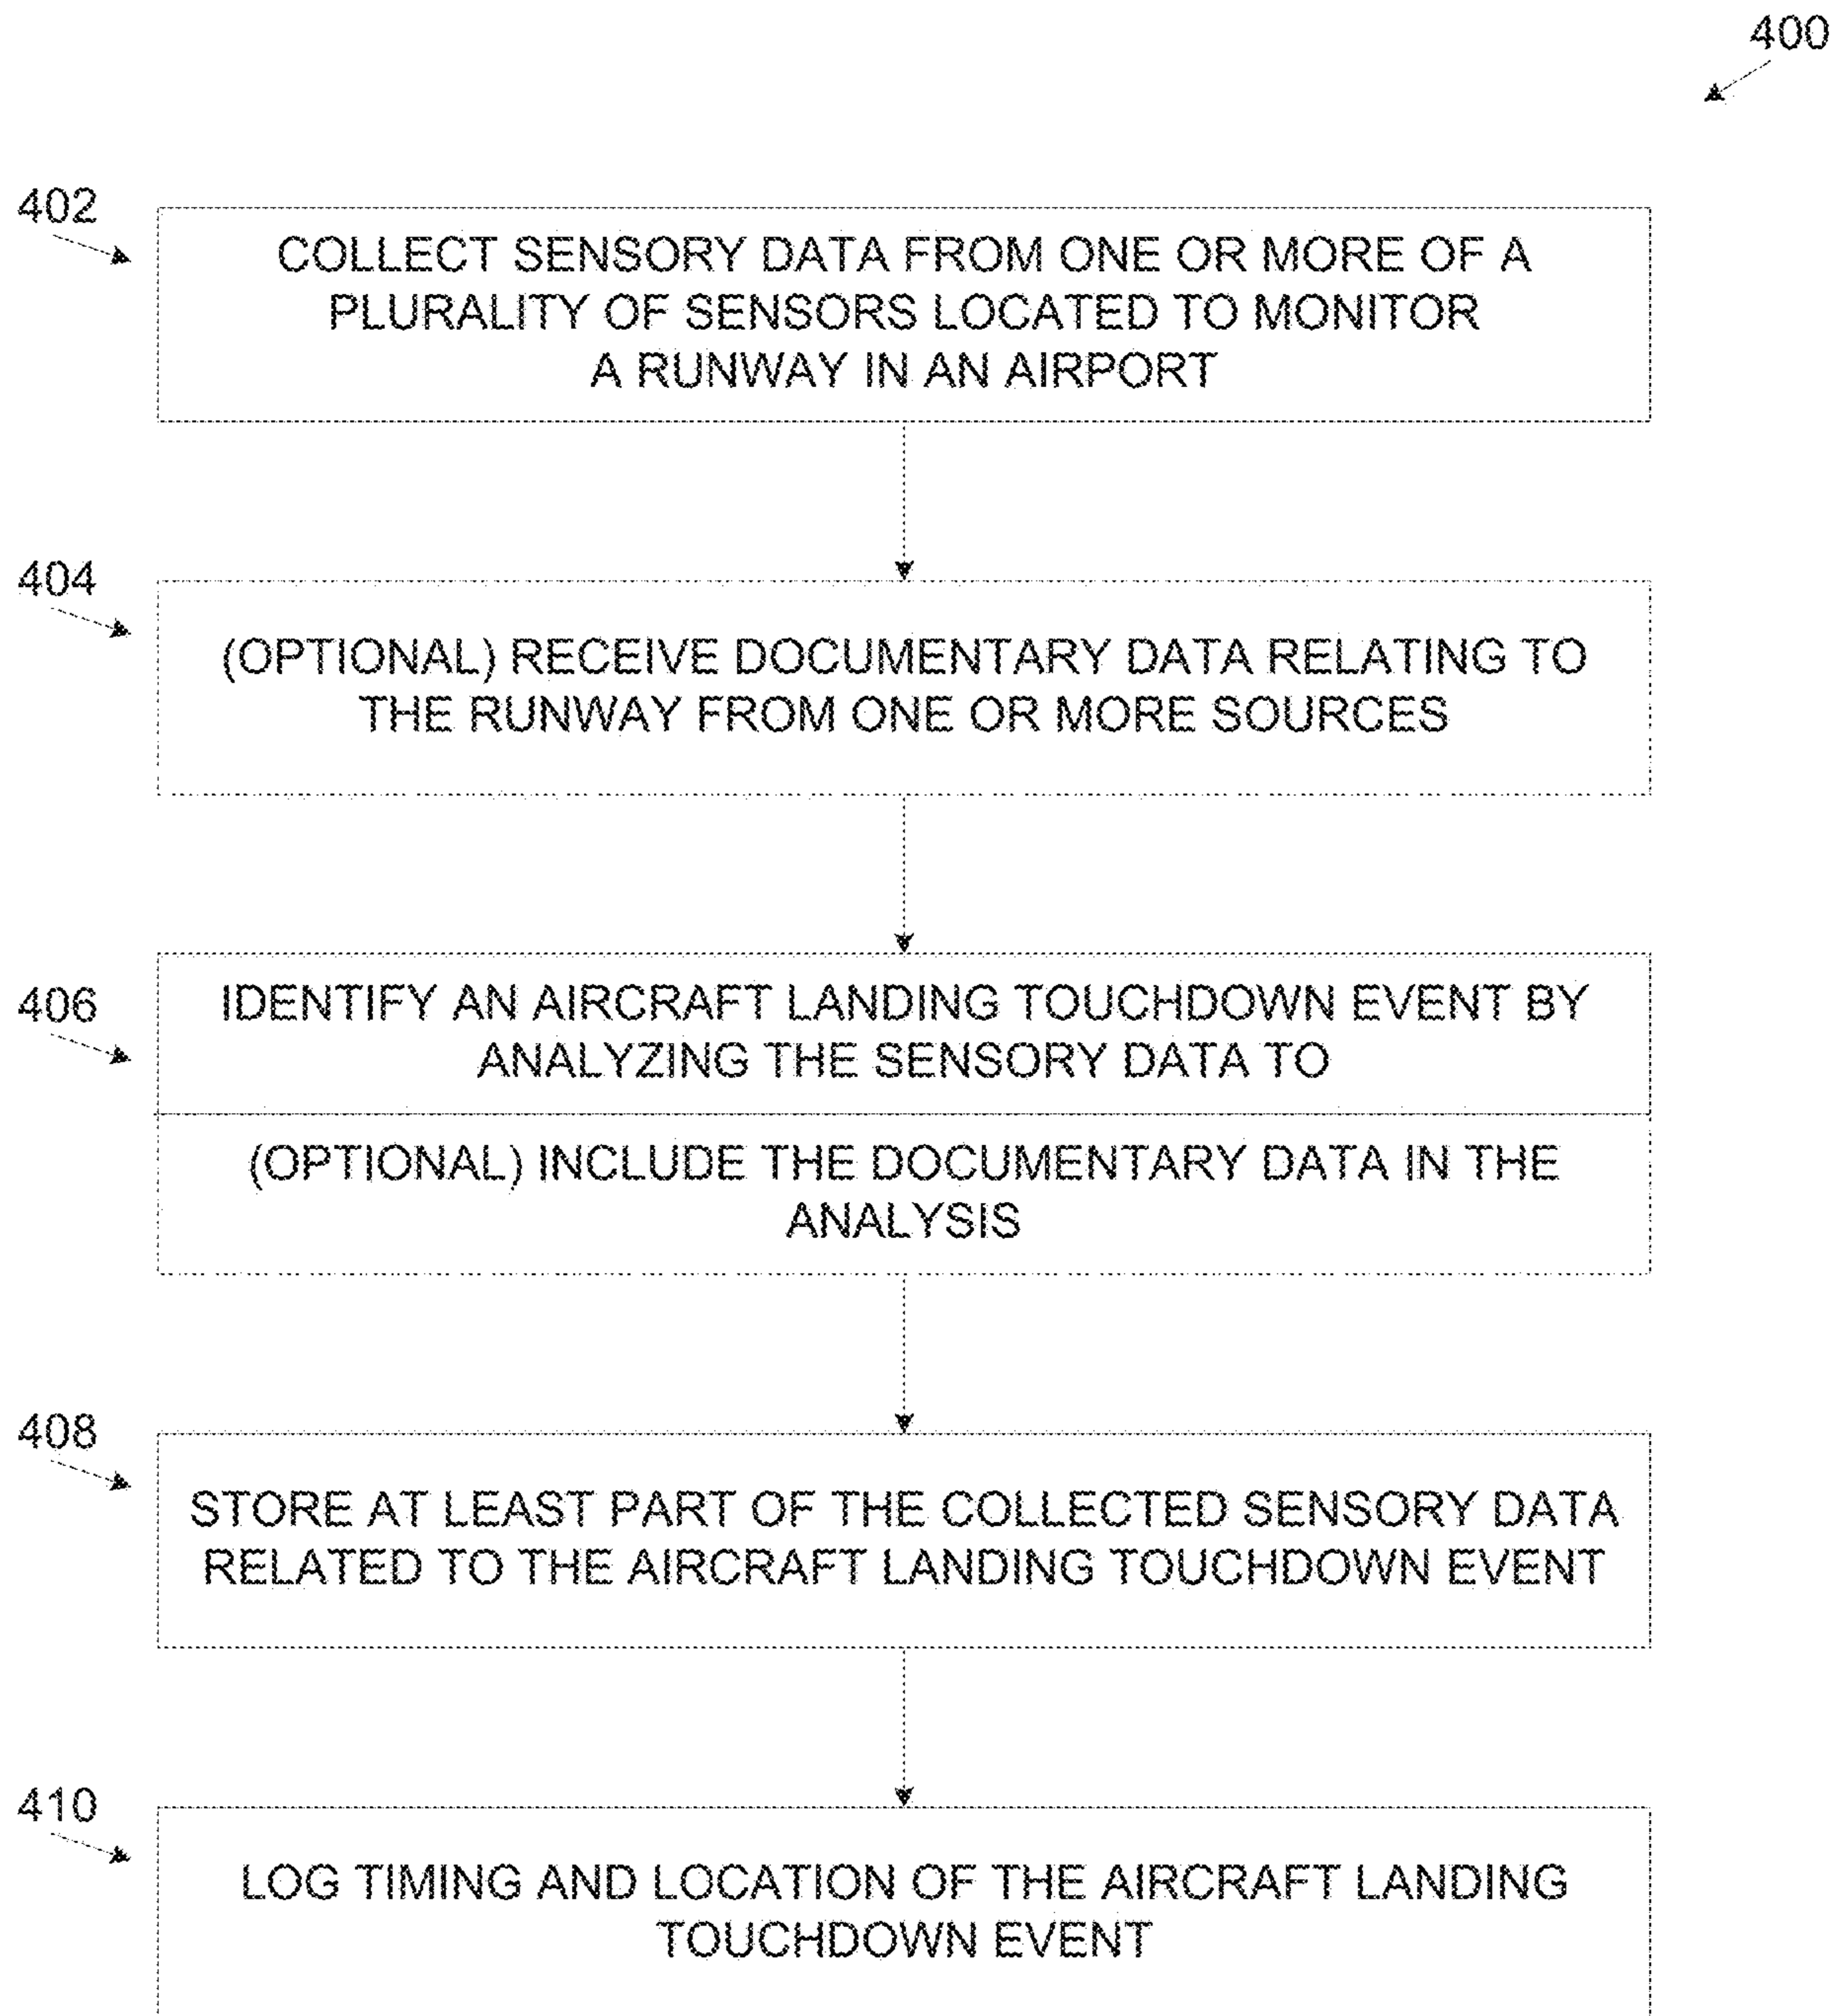 400
402
COLLECT SENSORY DATA FROM ONE OR MORE OF A
PLURALITY OF SENSORS LOCATED TO MONITOR
A RUNWAY IN AN AIRPORT
404
(OPTIONAL) RECEIVE DOCUMENTARY DATA RELATING TO
THE RUNWAY FROM ONE OR MORE SOURCES
406
IDENTIFY AN AIRCRAFT LANDING TOUCHDOWN EVENT BY
ANALYZING THE SENSORY DATA TO
(OPTIONAL) INCLUDE THE DOCUMENTARY DATA IN THE
ANALYSIS
408
STORE AT LEAST PART OF THE COLLECTED SENSORY DATA
RELATED TO THE AIRCRAFT LANDING TOUCHDOWN EVENT
410
LOG TIMING AND LOCATION OF THE AIRCRAFT LANDING
TOUCHDOWN EVENT